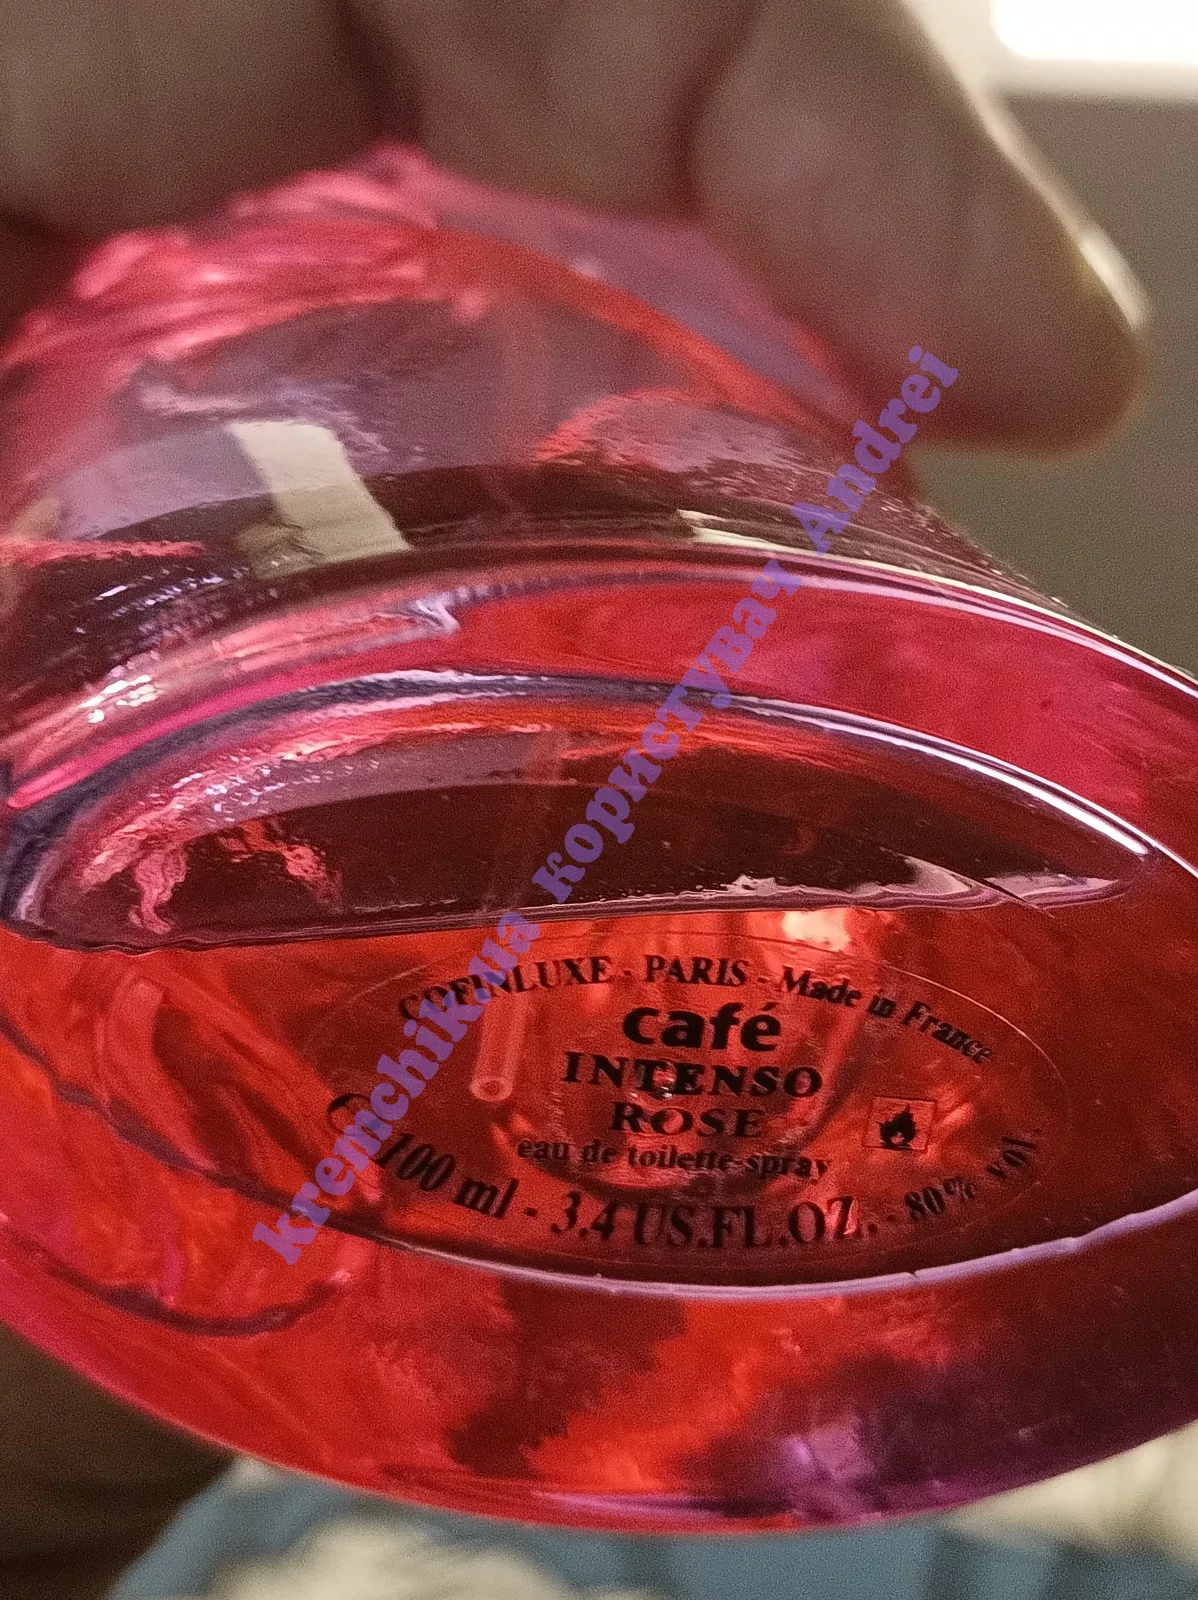 COFINLUXE - PARIS - Made in France
café
INTENSO
ROSE
eau de toilette spray
100 ml - 3.4 US.FL.OZ. - 80% vol.
kremchik.ua користувач Andrei